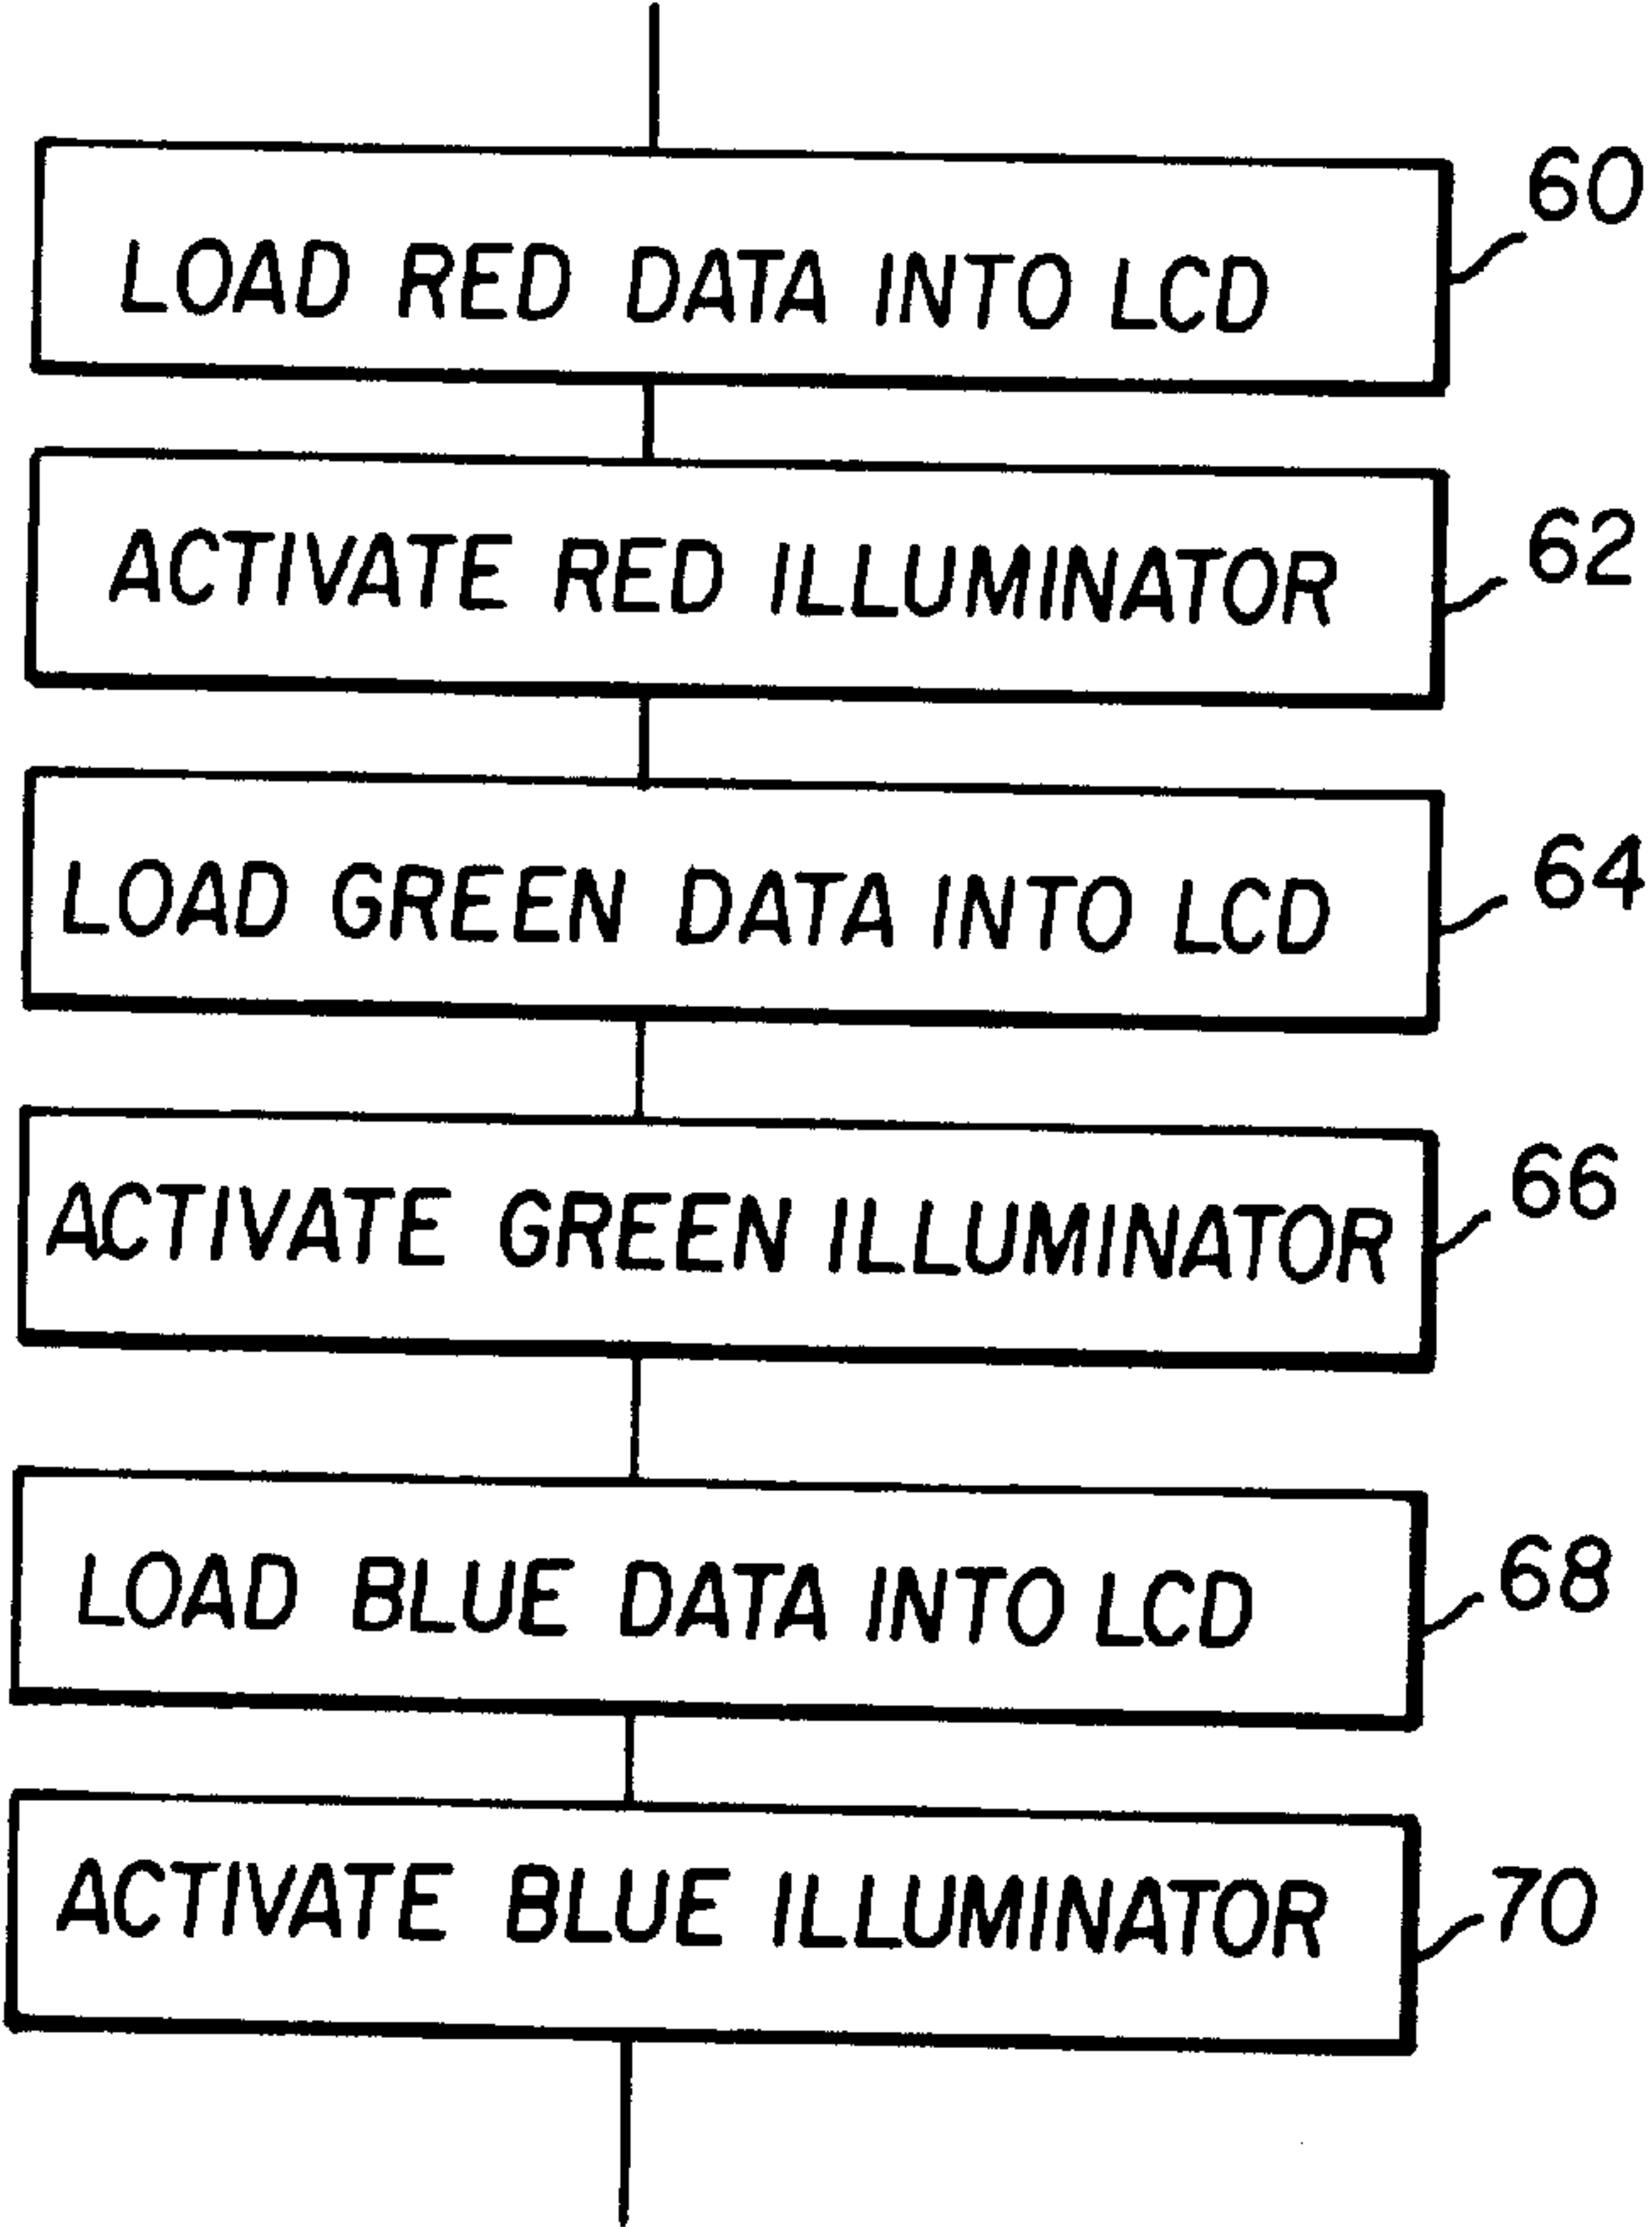 60
LOAD RED DATA INTO LCD
62
ACTIVATE RED ILLUMINATOR
64
LOAD GREEN DATA INTO LCD
66
ACTIVATE GREEN ILLUMINATOR
68
LOAD BLUE DATA INTO LCD
70
ACTIVATE BLUE ILLUMINATOR